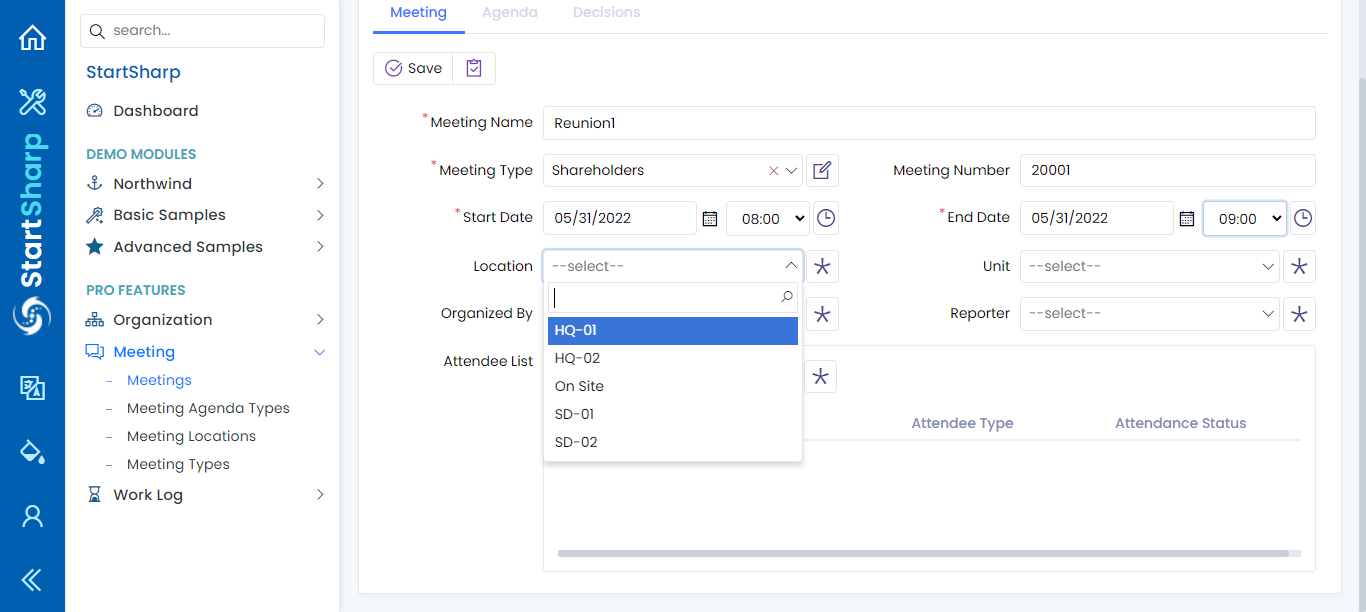 StartSharp
search...
StartSharp
Dashboard
DEMO MODULES
Northwind
Basic Samples
Advanced Samples
PRO FEATURES
Organization
Meeting
Meetings
Meeting Agenda Types
Meeting Locations
Meeting Types
Work Log
Meeting Agenda Decisions
Save
*Meeting Name Reunion1
*Meeting Type Shareholders Meeting Number 20001
*Start Date 05/31/2022 08:00 *End Date 05/31/2022 09:00
Location --select-- Unit --select--
Organized By Reporter --select--
HQ-01
HQ-02
On Site
SD-01
SD-02
Attendee List
Attendee Type Attendance Status